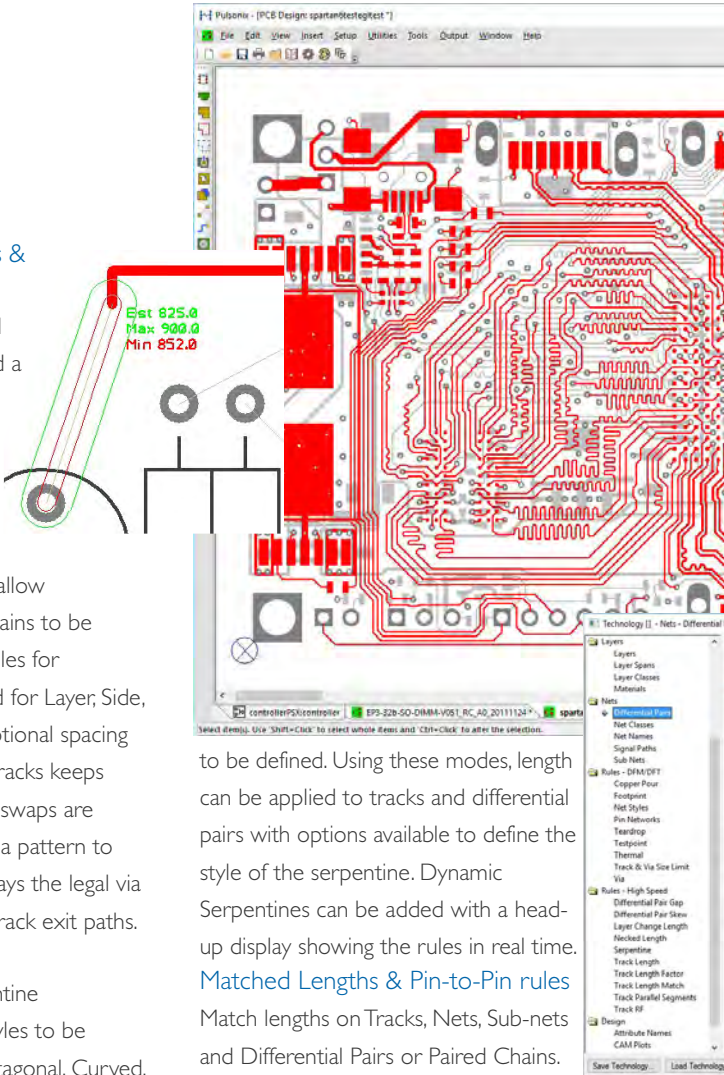 Pulsonix - [PCB Design: spartan6testegitest *]
File Edit View Insert Setup Utilities Tools Output Window Help
s &
d a
Est 825.0
Max 900.0
Min 852.0
allow
ains to be
les for
d for Layer, Side,
otional spacing
racks keeps
swaps are
a pattern to
ays the legal via
rack exit paths.
ntine
yles to be
tagonal, Curved,
controllerPSX:controller
EP3-32b-SO-DIMM-V051_RC_A0_20111124 *
sparta
Select item(s). Use 'Shift+Click' to select whole items and 'Ctrl+Click' to alter the selection.
to be defined. Using these modes, length
can be applied to tracks and differential
pairs with options available to define the
style of the serpentine. Dynamic
Serpentines can be added with a head-
up display showing the rules in real time.
Matched Lengths & Pin-to-Pin rules
Match lengths on Tracks, Nets, Sub-nets
and Differential Pairs or Paired Chains.
Technology [] - Nets - Differential
Layers
Layers
Layer Spans
Layer Classes
Materials
Nets
Differential Pairs
Net Classes
Net Names
Signal Paths
Sub Nets
Rules - DFM/DFT
Copper Pour
Footprint
Net Styles
Pin Networks
Teardrop
Testpoint
Thermal
Track & Via Size Limit
Via
Rules - High Speed
Differential Pair Gap
Differential Pair Skew
Layer Change Length
Necked Length
Serpentine
Track Length
Track Length Factor
Track Length Match
Track Parallel Segments
Track RF
Design
Attribute Names
CAM Plots
Save Technology... Load Technolog